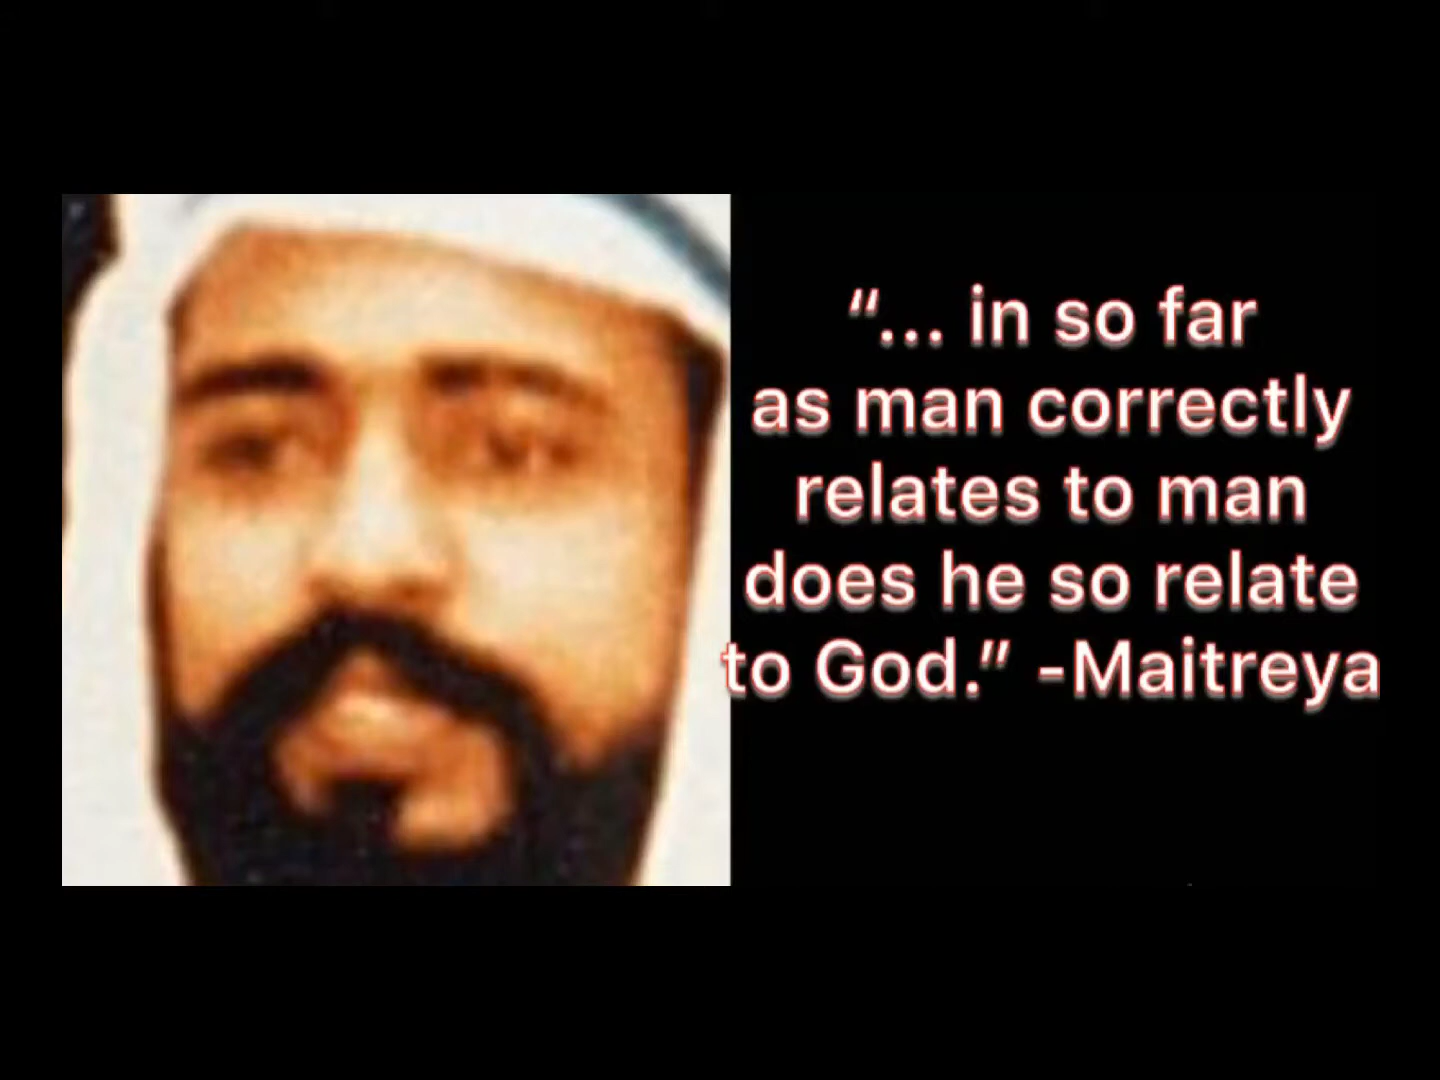 “... in so far
as man correctly
relates to man
does he so relate
to God.” -Maitreya